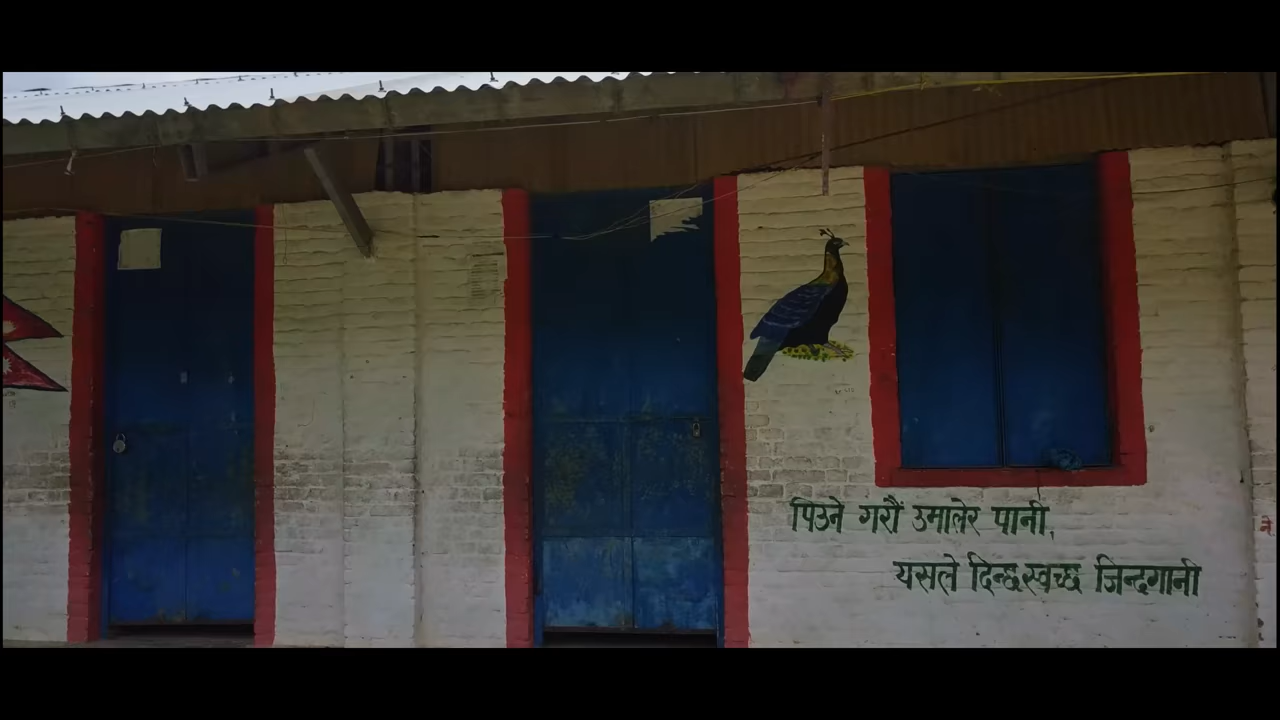 पिउने गरौं उमालेर पानी,
यसले दिन्छ स्वच्छ जिन्दगानी
ने